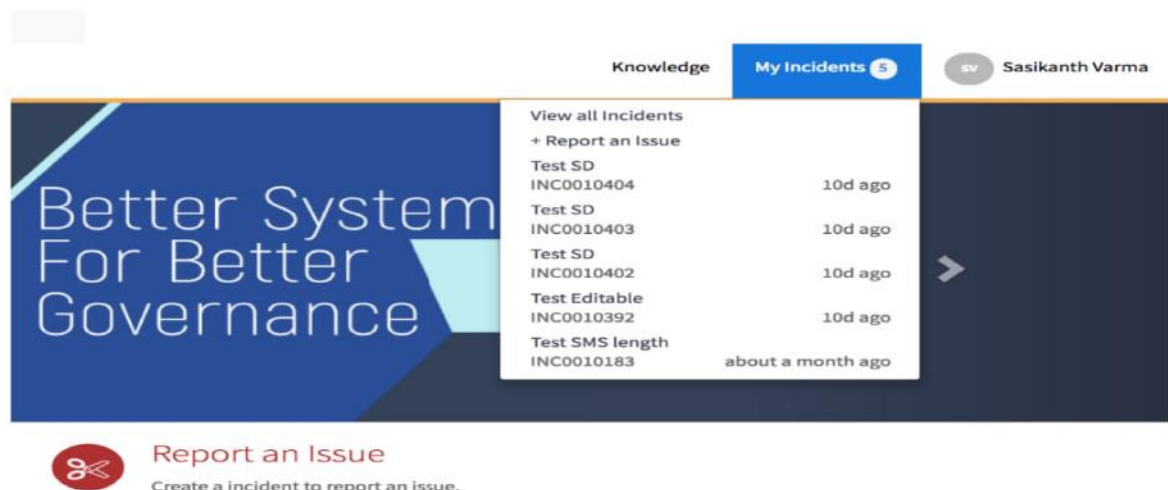 Knowledge My Incidents 5 SV Sasikanth Varma
View all Incidents
+ Report an Issue
Test SD
INC0010404 10d ago
Test SD
INC0010403 10d ago
Test SD
INC0010402 10d ago
Test Editable
INC0010392 10d ago
Test SMS length
INC0010183 about a month ago
Better System
For Better
Governance
Report an Issue
Create a incident to report an issue.